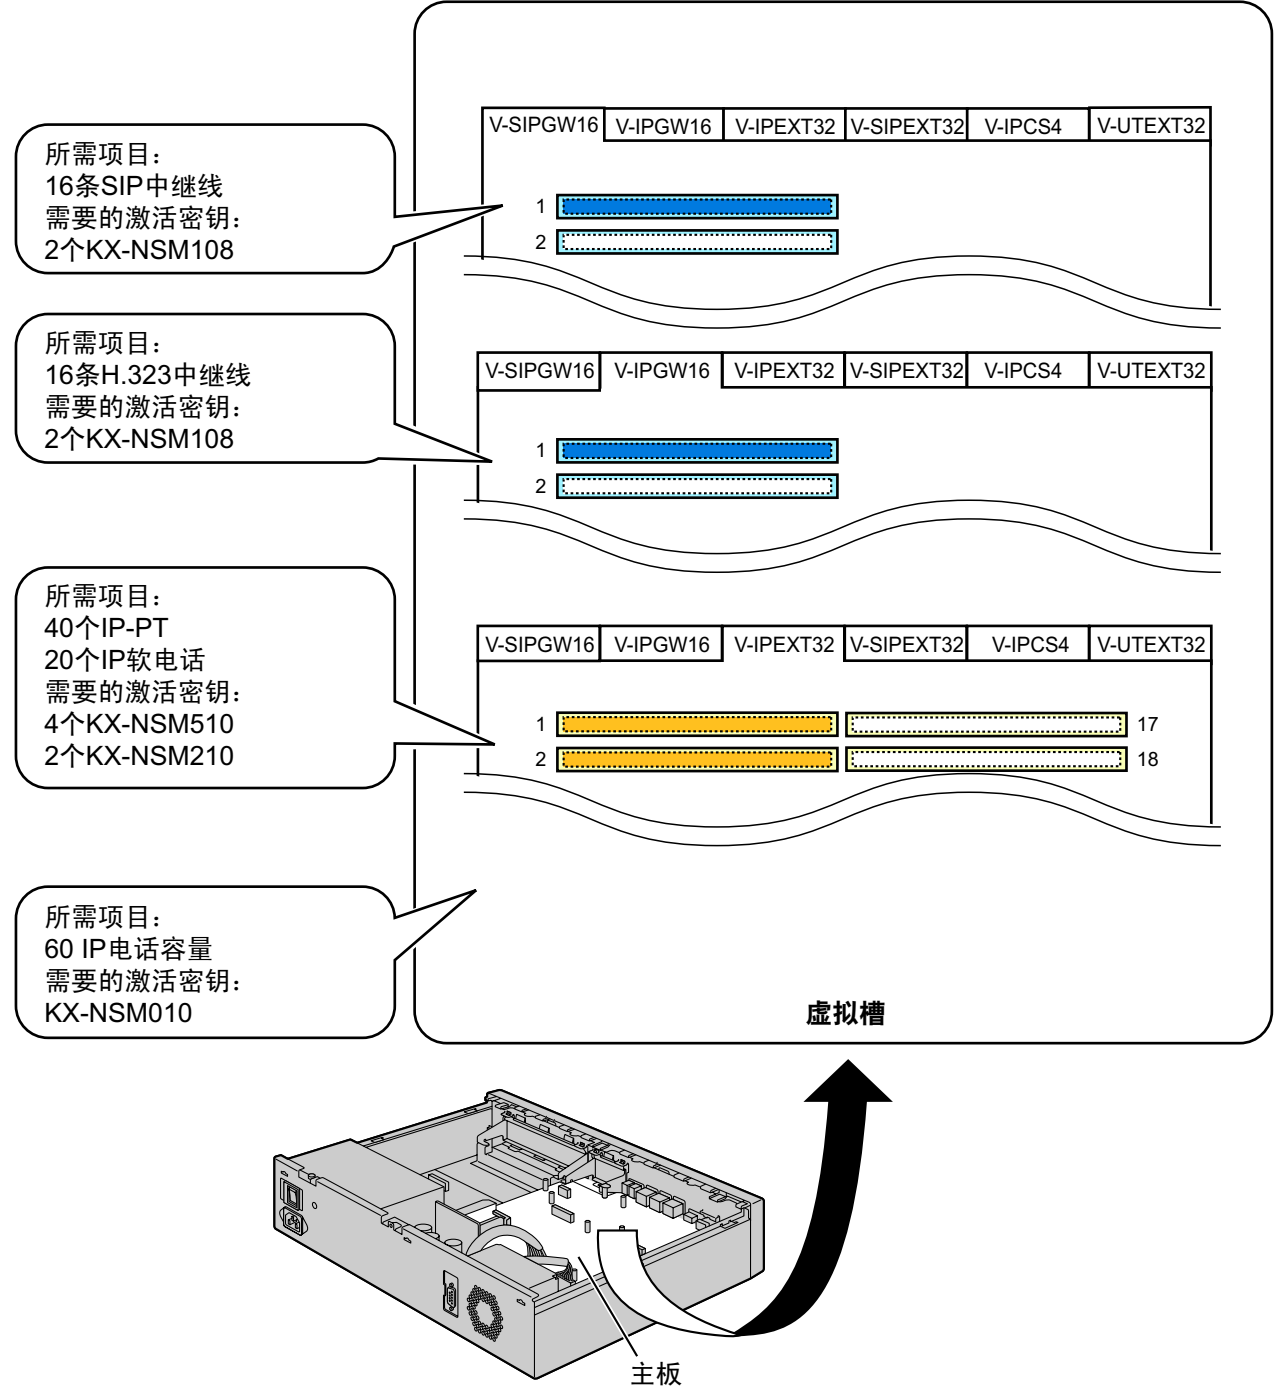 所需项目：
16条SIP中继线
需要的激活密钥：
2个KX-NSM108
V-SIPGW16 V-IPGW16 V-IPEXT32 V-SIPEXT32 V-IPCS4 V-UTEXT32
1
2
所需项目：
16条H.323中继线
需要的激活密钥：
2个KX-NSM108
V-SIPGW16 V-IPGW16 V-IPEXT32 V-SIPEXT32 V-IPCS4 V-UTEXT32
1
2
所需项目：
40个IP-PT
20个IP软电话
需要的激活密钥：
4个KX-NSM510
2个KX-NSM210
V-SIPGW16 V-IPGW16 V-IPEXT32 V-SIPEXT32 V-IPCS4 V-UTEXT32
1 17
2 18
所需项目：
60 IP电话容量
需要的激活密钥：
KX-NSM010
虚拟槽
主板